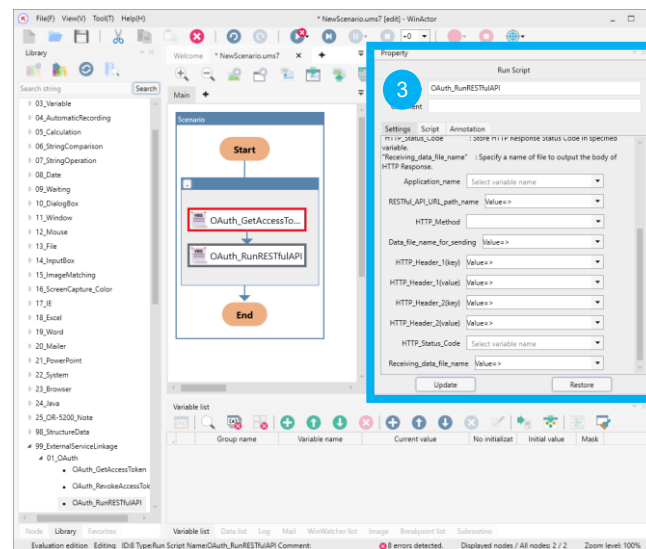 File(F) View(V) Tool(T) Help(H)
* NewScenario.ums7 [edit] - WinActor
Library
Search string
Search
03_Variable
04_AutomaticRecording
05_Calculation
06_StringComparison
07_StringOperation
08_Date
09_Waiting
10_DialogBox
11_Window
12_Mouse
13_File
14_InputBox
15_ImageMatching
16_ScreenCapture_Color
17_IE
18_Excel
19_Word
20_Mailer
21_PowerPoint
22_System
23_Browser
24_Java
25_OR-5200_Note
98_StructureData
99_ExternalServiceLinkage
01_OAuth
OAuth_GetAccessToken
OAuth_RevokeAccessTok
OAuth_RunRESTfulAPI
Node Library Favorites
Welcome * NewScenario.ums7
Main
Scenario
Start
OAuth_GetAccessTo...
OAuth_RunRESTfulAPI
End
Property
Run Script
3
OAuth_RunRESTfulAPI
Settings Script Annotation
HTTP_Status_Code : Store HTTP Response Status Code in specified
variable.
"Receiving_data_file_name" : Specify a name of file to output the body of
HTTP Response.
Application_name Select variable name
RESTful_API_URL_path_name Value=>
HTTP_Method
Data_file_name_for_sending Value=>
HTTP_Header_1(key) Value=>
HTTP_Header_1(value) Value=>
HTTP_Header_2(key) Value=>
HTTP_Header_2(value) Value=>
HTTP_Status_Code Select variable name
Receiving_data_file_name Value=>
Update Restore
Variable list
Group name Variable name Current value No initializat Initial value Mask
Variable list Data list Log Mail WinWatcher list Image Breakpoint list Subroutine
Evaluation edition Editing ID:8 Type:Run Script Name:OAuth_RunRESTfulAPI Comment: 8 errors detected. Displayed nodes / All nodes: 2 / 2 Zoom level: 100%